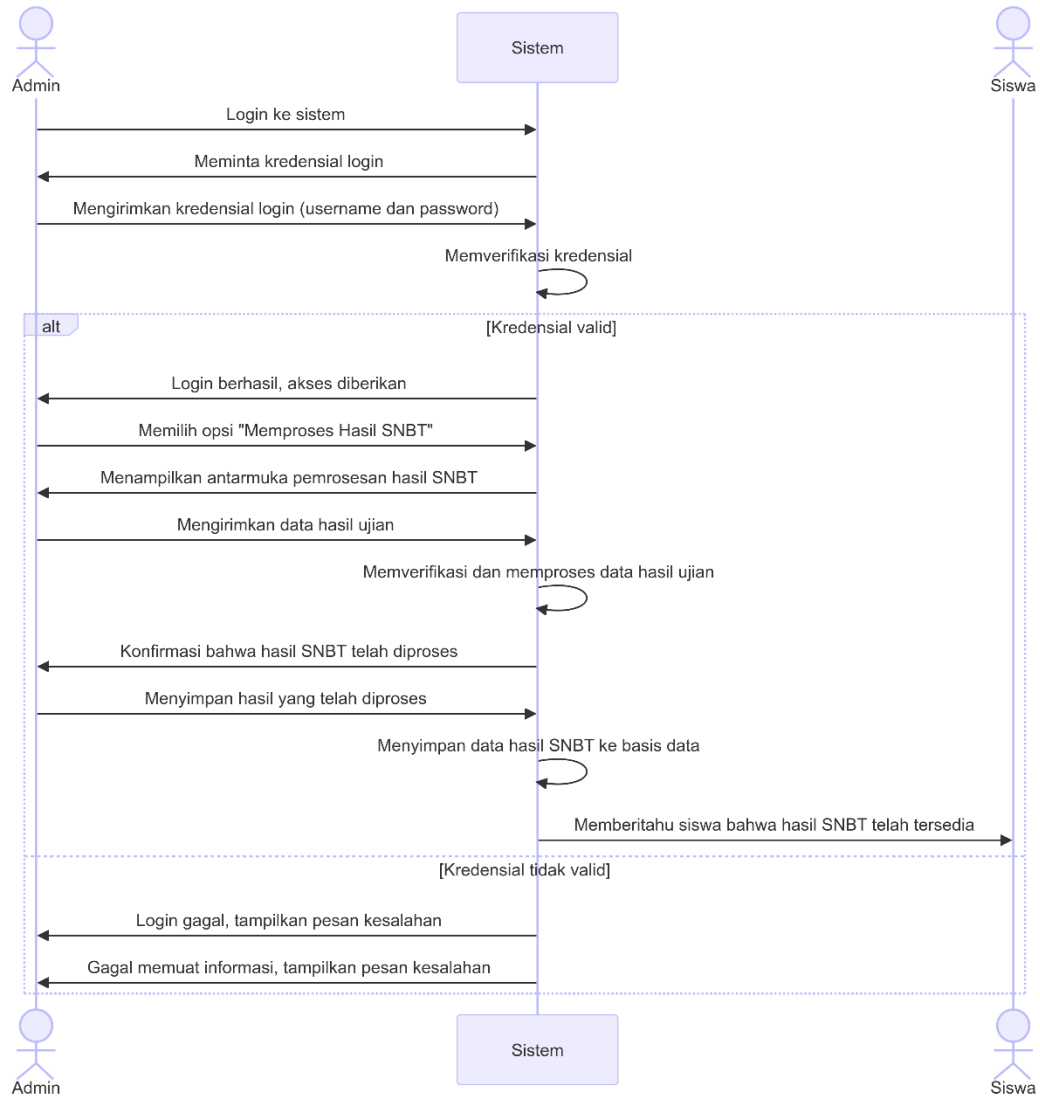 Sistem
Admin
Siswa
Login ke sistem
Meminta kredensial login
Mengirimkan kredensial login (username dan password)
Memverifikasi kredensial
alt
[Kredensial valid]
Login berhasil, akses diberikan
Memilih opsi "Memproses Hasil SNBT"
Menampilkan antarmuka pemrosesan hasil SNBT
Mengirimkan data hasil ujian
Memverifikasi dan memproses data hasil ujian
Konfirmasi bahwa hasil SNBT telah diproses
Menyimpan hasil yang telah diproses
Menyimpan data hasil SNBT ke basis data
Memberitahu siswa bahwa hasil SNBT telah tersedia
[Kredensial tidak valid]
Login gagal, tampilkan pesan kesalahan
Gagal memuat informasi, tampilkan pesan kesalahan
Sistem
Admin
Siswa